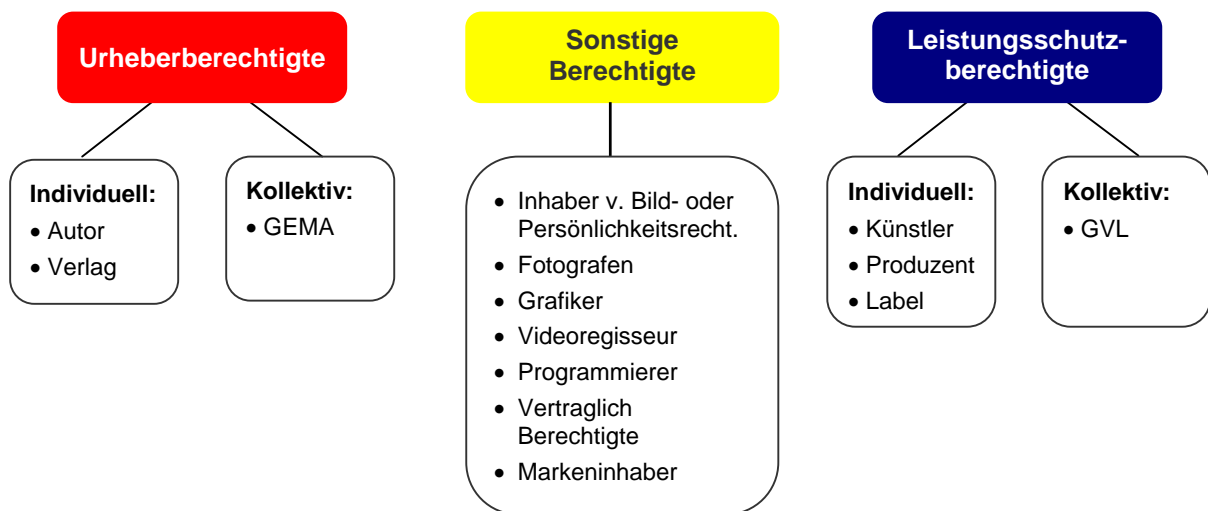 Urheberberechtigte
Individuell:
• Autor
• Verlag
Kollektiv:
• GEMA
Sonstige
Berechtigte
• Inhaber v. Bild- oder
Persönlichkeitsrecht.
• Fotografen
• Grafiker
• Videoregisseur
• Programmierer
• Vertraglich
Berechtigte
• Markeninhaber
Leistungsschutz-
berechtigte
Individuell:
• Künstler
• Produzent
• Label
Kollektiv:
• GVL